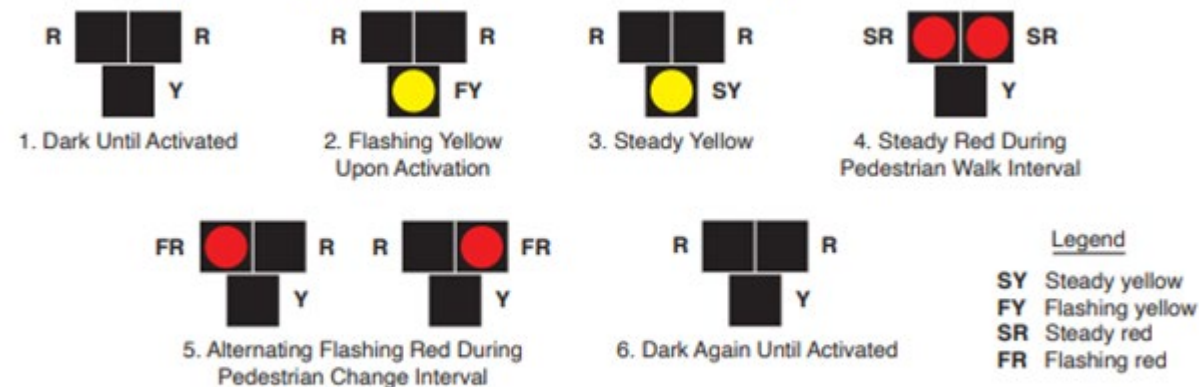 R R
Y
1. Dark Until Activated
R R
FY
2. Flashing Yellow
Upon Activation
R R
SY
3. Steady Yellow
SR SR
Y
4. Steady Red During
Pedestrian Walk Interval
FR R
Y
R FR
Y
5. Alternating Flashing Red During
Pedestrian Change Interval
R R
Y
6. Dark Again Until Activated
Legend
SY Steady yellow
FY Flashing yellow
SR Steady red
FR Flashing red